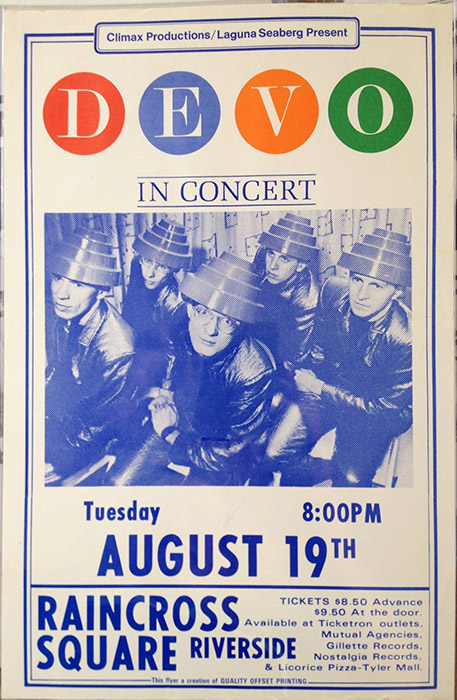 Climax Productions/Laguna Seaberg Present
DEVO
IN CONCERT
Tuesday 8:00PM
AUGUST 19TH
RAINCROSS
SQUARE RIVERSIDE
TICKETS $8.50 Advance
$9.50 At the door.
Available at Ticketron outlets,
Mutual Agencies,
Gillette Records,
Nostalgia Records,
& Licorice Pizza-Tyler Mall.
This flyer a creation of QUALITY OFFSET PRINTING